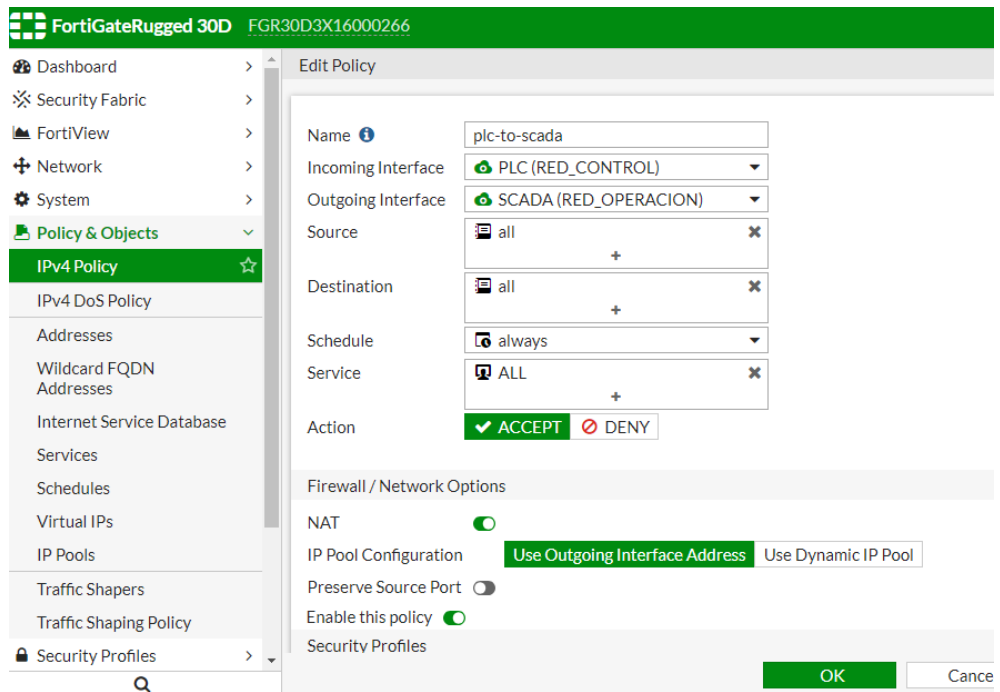 FortiGateRugged 30D FGR30D3X16000266
Dashboard
Security Fabric
FortiView
Network
System
Policy & Objects
IPv4 Policy
IPv4 DoS Policy
Addresses
Wildcard FQDN
Addresses
Internet Service Database
Services
Schedules
Virtual IPs
IP Pools
Traffic Shapers
Traffic Shaping Policy
Security Profiles
Edit Policy
Name plc-to-scada
Incoming Interface PLC (RED_CONTROL)
Outgoing Interface SCADA (RED_OPERACION)
Source all
+
Destination all
+
Schedule always
Service ALL
+
Action ACCEPT DENY
Firewall / Network Options
NAT
IP Pool Configuration Use Outgoing Interface Address Use Dynamic IP Pool
Preserve Source Port
Enable this policy
Security Profiles
OK Cance